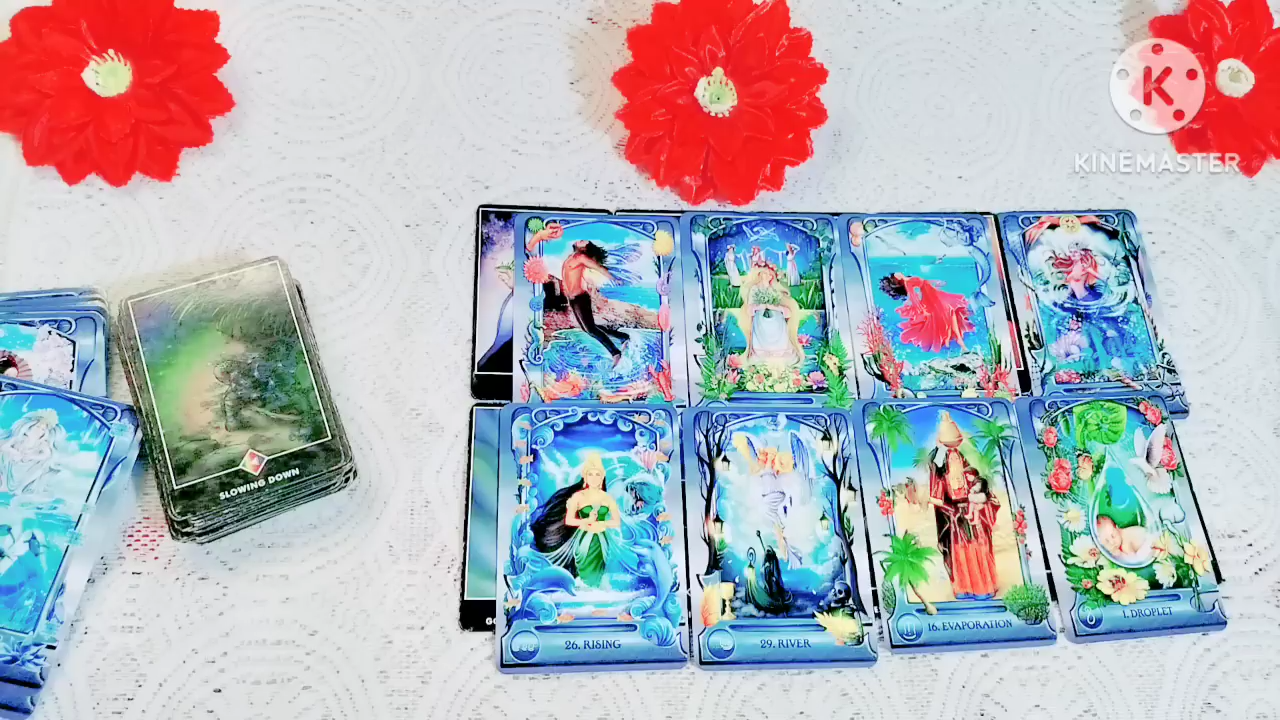 K
KINEMASTER
SLOWING DOWN
26. RISING
29. RIVER
16. EVAPORATION
1. DROPLET